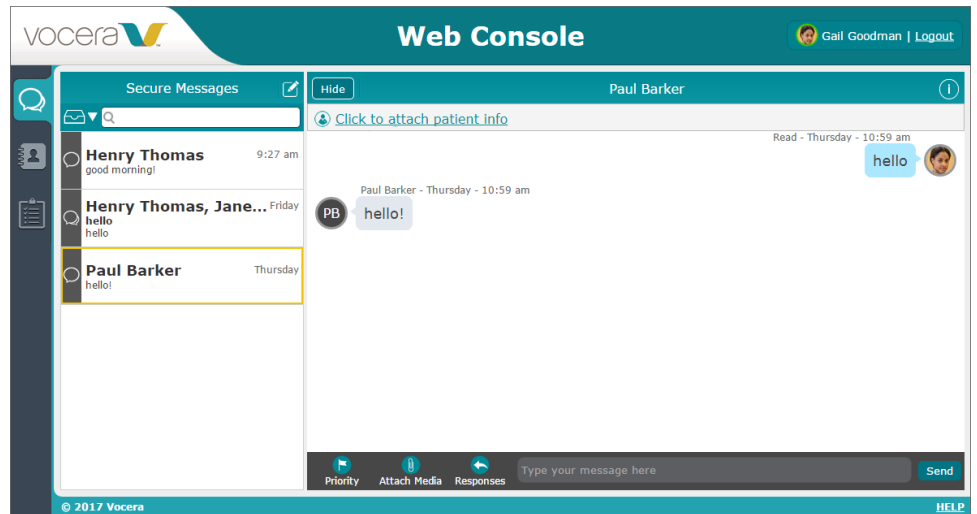 vocera
Web Console
Gail Goodman | Logout
Secure Messages
Henry Thomas 9:27 am
good morning!
Henry Thomas, Jane... Friday
hello
hello
Paul Barker Thursday
hello!
Hide Paul Barker i
Click to attach patient info
Read - Thursday - 10:59 am
hello
Paul Barker - Thursday - 10:59 am
PB hello!
Priority Attach Media Responses Type your message here Send
© 2017 Vocera HELP